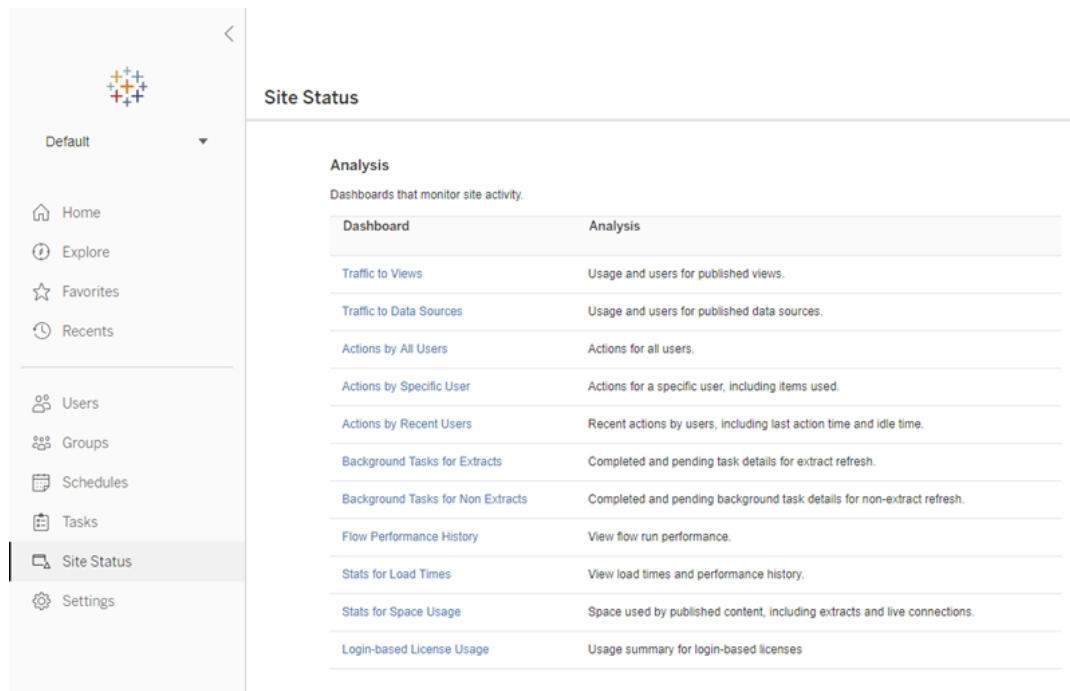 Default
Home
Explore
Favorites
Recents
Users
Groups
Schedules
Tasks
Site Status
Settings
Site Status
Analysis
Dashboards that monitor site activity.
Dashboard Analysis
Traffic to Views Usage and users for published views.
Traffic to Data Sources Usage and users for published data sources.
Actions by All Users Actions for all users.
Actions by Specific User Actions for a specific user, including items used.
Actions by Recent Users Recent actions by users, including last action time and idle time.
Background Tasks for Extracts Completed and pending task details for extract refresh.
Background Tasks for Non Extracts Completed and pending background task details for non-extract refresh.
Flow Performance History View flow run performance.
Stats for Load Times View load times and performance history.
Stats for Space Usage Space used by published content, including extracts and live connections.
Login-based License Usage Usage summary for login-based licenses